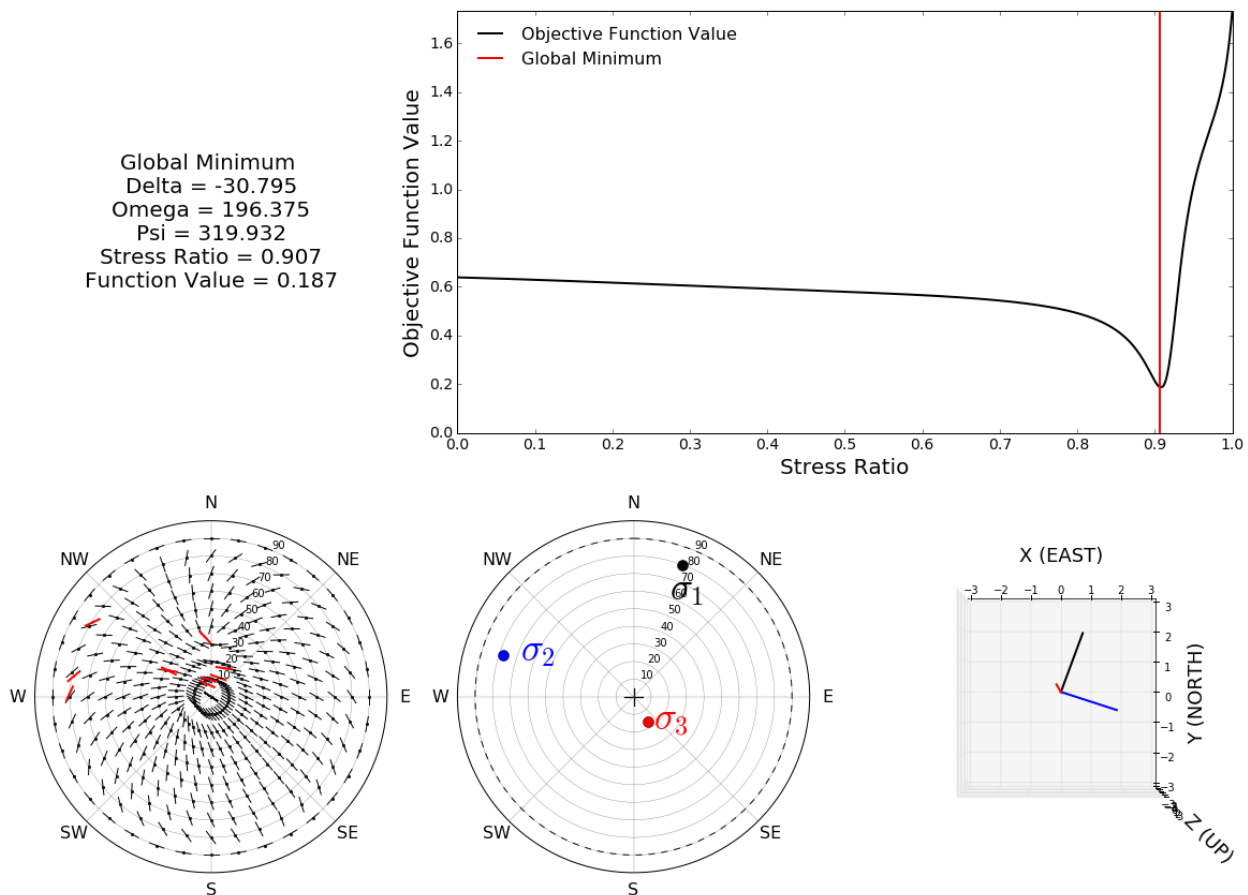 Global Minimum
Delta = -30.795
Omega = 196.375
Psi = 319.932
Stress Ratio = 0.907
Function Value = 0.187
Objective Function Value
Global Minimum
Objective Function Value
1.6
1.4
1.2
1.0
0.8
0.6
0.4
0.2
0.0
0.0 0.1 0.2 0.3 0.4 0.5 0.6 0.7 0.8 0.9 1.0
Stress Ratio
N
NW
NE
W
E
SW
SE
S
90
80
70
60
50
40
30
20
10
N
NW
NE
W
E
SW
SE
S
90
80
70
60
50
40
30
20
10
σ1
σ2
σ3
X (EAST)
−3 −2 −1 0 1 2 3
3
2
1
0
−1
−2
−3
Y (NORTH)
Z (UP)